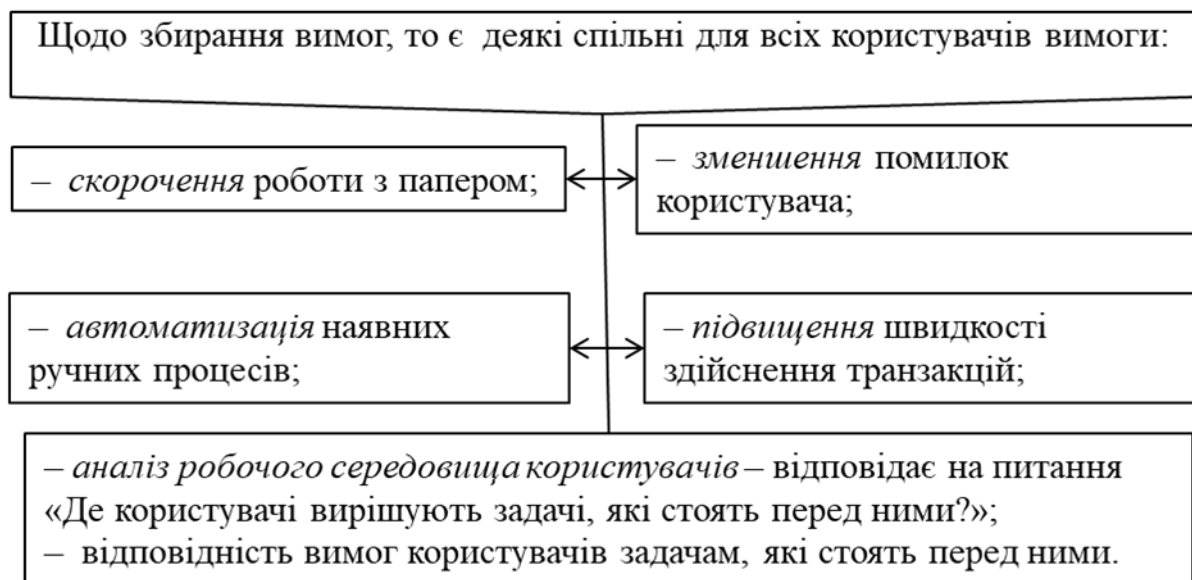 Щодо збирання вимог, то є деякі спільні для всіх користувачів вимоги:
– скорочення роботи з папером;
– зменшення помилок
користувача;
– автоматизація наявних
ручних процесів;
– підвищення швидкості
здійснення транзакцій;
– аналіз робочого середовища користувачів – відповідає на питання
«Де користувачі вирішують задачі, які стоять перед ними?»;
– відповідність вимог користувачів задачам, які стоять перед ними.